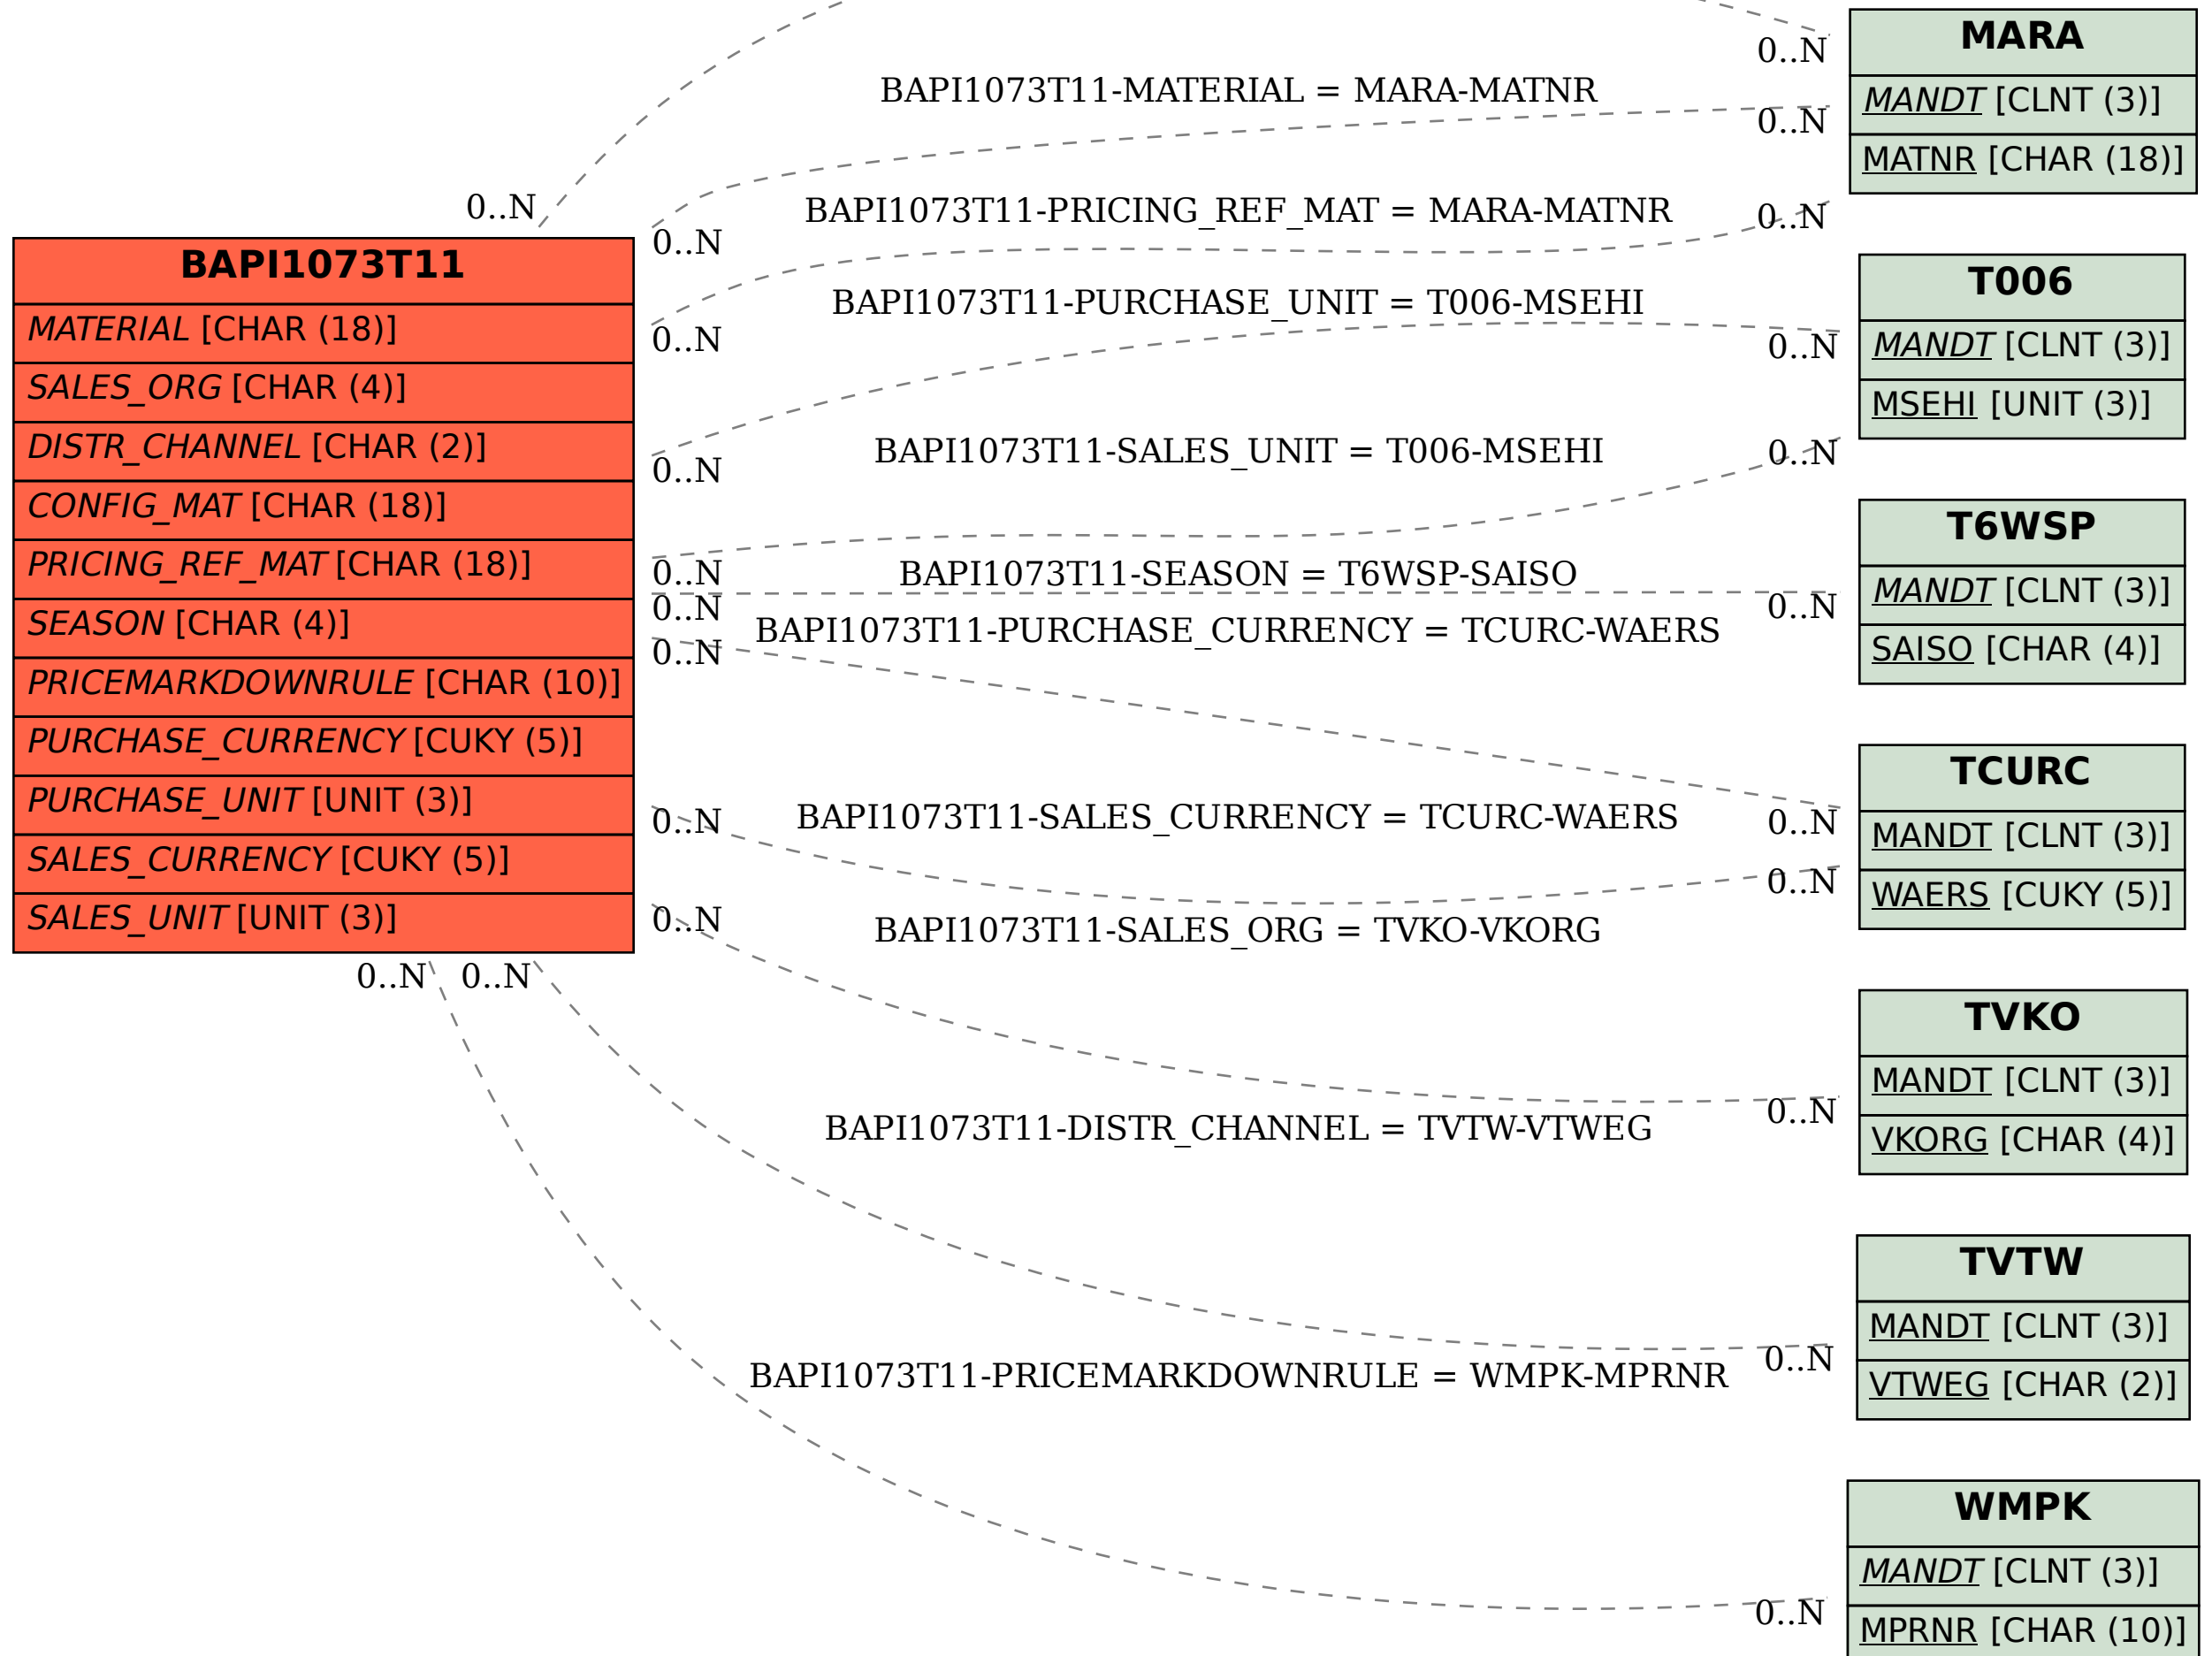 BAPI1073T11
MATERIAL [CHAR (18)]
SALES_ORG [CHAR (4)]
DISTR_CHANNEL [CHAR (2)]
CONFIG_MAT [CHAR (18)]
PRICING_REF_MAT [CHAR (18)]
SEASON [CHAR (4)]
PRICEMARKDOWNRULE [CHAR (10)]
PURCHASE_CURRENCY [CUKY (5)]
PURCHASE_UNIT [UNIT (3)]
SALES_CURRENCY [CUKY (5)]
SALES_UNIT [UNIT (3)]
0..N
0..N
0..N
0..N
0..N
0..N
0..N
0..N
0..N
0..N
0..N
BAPI1073T11-MATERIAL = MARA-MATNR
BAPI1073T11-PRICING_REF_MAT = MARA-MATNR
BAPI1073T11-PURCHASE_UNIT = T006-MSEHI
BAPI1073T11-SALES_UNIT = T006-MSEHI
BAPI1073T11-SEASON = T6WSP-SAISO
BAPI1073T11-PURCHASE_CURRENCY = TCURC-WAERS
BAPI1073T11-SALES_CURRENCY = TCURC-WAERS
BAPI1073T11-SALES_ORG = TVKO-VKORG
BAPI1073T11-DISTR_CHANNEL = TVTW-VTWEG
BAPI1073T11-PRICEMARKDOWNRULE = WMPK-MPRNR
0..N
0..N
0..N
0..N
0..N
0..N
0..N
0..N
0..N
0..N
0..N
MARA
MANDT [CLNT (3)]
MATNR [CHAR (18)]
T006
MANDT [CLNT (3)]
MSEHI [UNIT (3)]
T6WSP
MANDT [CLNT (3)]
SAISO [CHAR (4)]
TCURC
MANDT [CLNT (3)]
WAERS [CUKY (5)]
TVKO
MANDT [CLNT (3)]
VKORG [CHAR (4)]
TVTW
MANDT [CLNT (3)]
VTWEG [CHAR (2)]
WMPK
MANDT [CLNT (3)]
MPRNR [CHAR (10)]